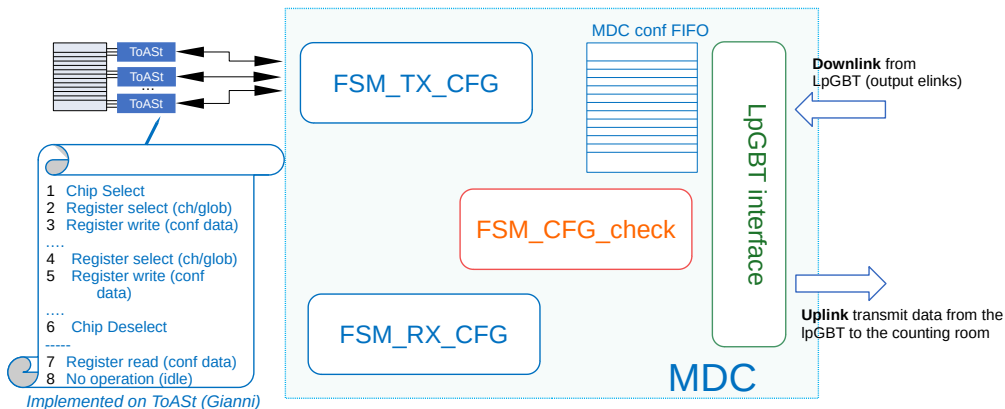 ToASt
ToASt
...
ToASt
1 Chip Select
2 Register select (ch/glob)
3 Register write (conf data)
....
4 Register select (ch/glob)
5 Register write (conf
data)
....
6 Chip Deselect
-----
7 Register read (conf data)
8 No operation (idle)
Implemented on ToASt (Gianni)
FSM_TX_CFG
MDC conf FIFO
FSM_CFG_check
FSM_RX_CFG
LpGBT interface
MDC
Downlink from
LpGBT (output elinks)
Uplink transmit data from the
lpGBT to the counting room